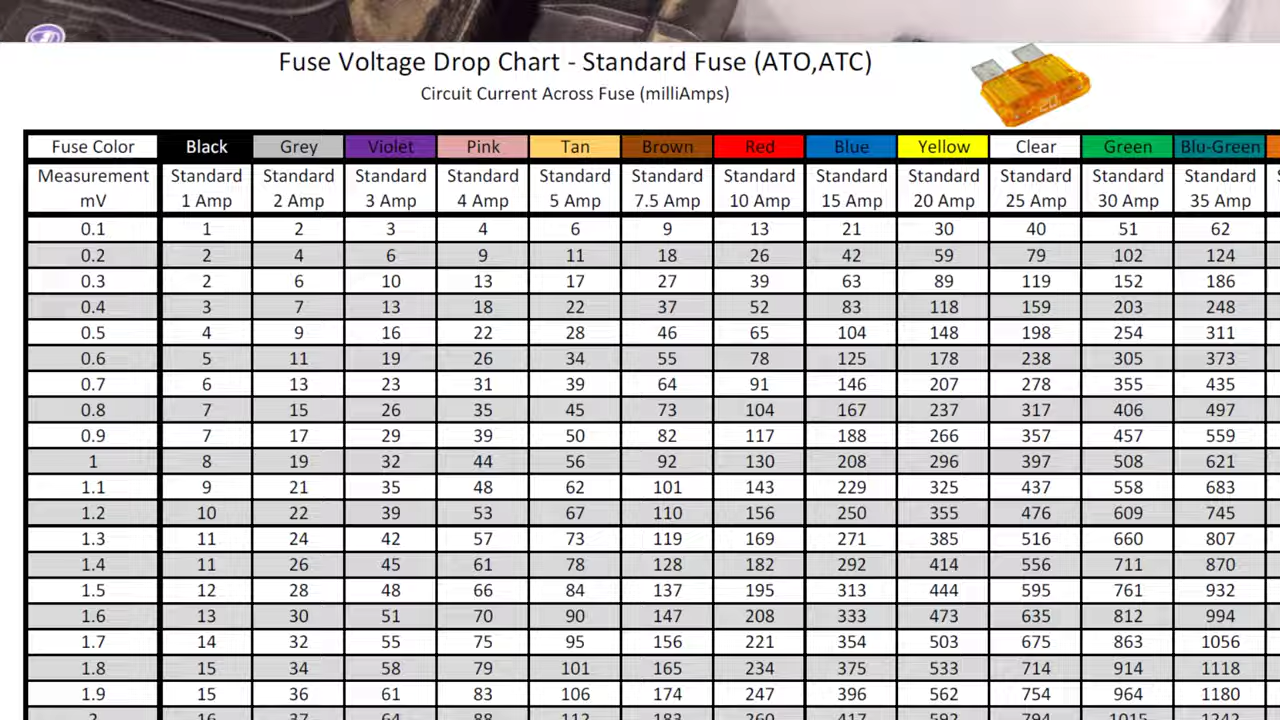 Fuse Voltage Drop Chart - Standard Fuse (ATO,ATC)
Circuit Current Across Fuse (milliAmps)
Fuse Color Black Grey Violet Pink Tan Brown Red Blue Yellow Clear Green Blu-Green
Measurement Standard Standard Standard Standard Standard Standard Standard Standard Standard Standard Standard Standard
mV 1 Amp 2 Amp 3 Amp 4 Amp 5 Amp 7.5 Amp 10 Amp 15 Amp 20 Amp 25 Amp 30 Amp 35 Amp
0.1 1 2 3 4 6 9 13 21 30 40 51 62
0.2 2 4 6 9 11 18 26 42 59 79 102 124
0.3 2 6 10 13 17 27 39 63 89 119 152 186
0.4 3 7 13 18 22 37 52 83 118 159 203 248
0.5 4 9 16 22 28 46 65 104 148 198 254 311
0.6 5 11 19 26 34 55 78 125 178 238 305 373
0.7 6 13 23 31 39 64 91 146 207 278 355 435
0.8 7 15 26 35 45 73 104 167 237 317 406 497
0.9 7 17 29 39 50 82 117 188 266 357 457 559
1 8 19 32 44 56 92 130 208 296 397 508 621
1.1 9 21 35 48 62 101 143 229 325 437 558 683
1.2 10 22 39 53 67 110 156 250 355 476 609 745
1.3 11 24 42 57 73 119 169 271 385 516 660 807
1.4 11 26 45 61 78 128 182 292 414 556 711 870
1.5 12 28 48 66 84 137 195 313 444 595 761 932
1.6 13 30 51 70 90 147 208 333 473 635 812 994
1.7 14 32 55 75 95 156 221 354 503 675 863 1056
1.8 15 34 58 79 101 165 234 375 533 714 914 1118
1.9 15 36 61 83 106 174 247 396 562 754 964 1180
2 16 37 64 88 112 183 260 417 592 794 1015 1242